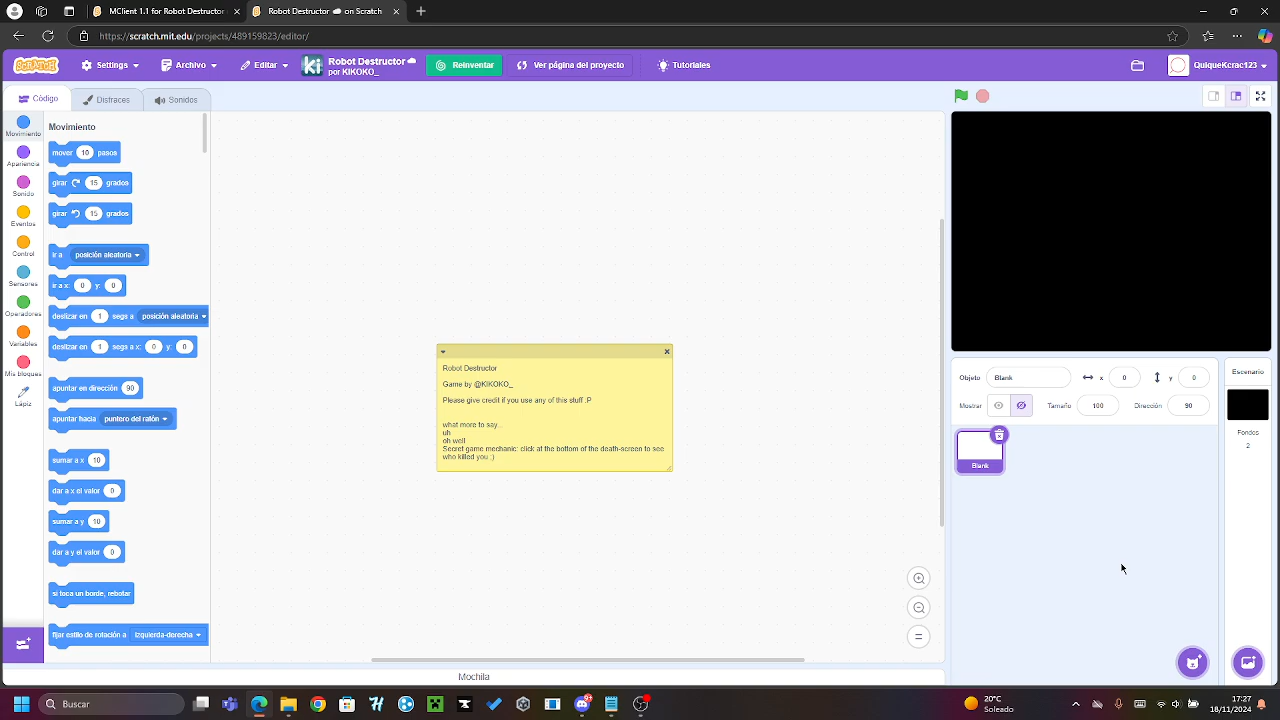 MClient 1.1 for Robot Destructor
Robot Destructor ☁ on Scratch
https://scratch.mit.edu/projects/489159823/editor/
SCRATCH
Settings
Archivo
Editar
ki
Robot Destructor
por KIKOKO_
Reinventar
Ver página del proyecto
Tutoriales
QuiqueKcrac123
Código
Disfraces
Sonidos
Movimiento
Apariencia
Sonido
Eventos
Control
Sensores
Operadores
Variables
Mis bloques
Lápiz
Movimiento
mover 10 pasos
girar 15 grados
girar 15 grados
ir a posición aleatoria
ir a x: 0 y: 0
deslizar en 1 segs a posición aleatoria
deslizar en 1 segs a x: 0 y: 0
apuntar en dirección 90
apuntar hacia puntero del ratón
sumar a x 10
dar a x el valor 0
sumar a y 10
dar a y el valor 0
si toca un borde, rebotar
fijar estilo de rotación a izquierda-derecha
Robot Destructor
Game by @KIKOKO_
Please give credit if you use any of this stuff :P
what more to say...
uh
oh well
Secret game mechanic: click at the bottom of the death-screen to see
who killed you :)
Mochila
Objeto Blank x 0 y 0
Mostrar Tamaño 100 Dirección 90
Blank
Escenario
Fondos
2
Buscar
9+
20°C
Soleado
17:27
18/11/2024